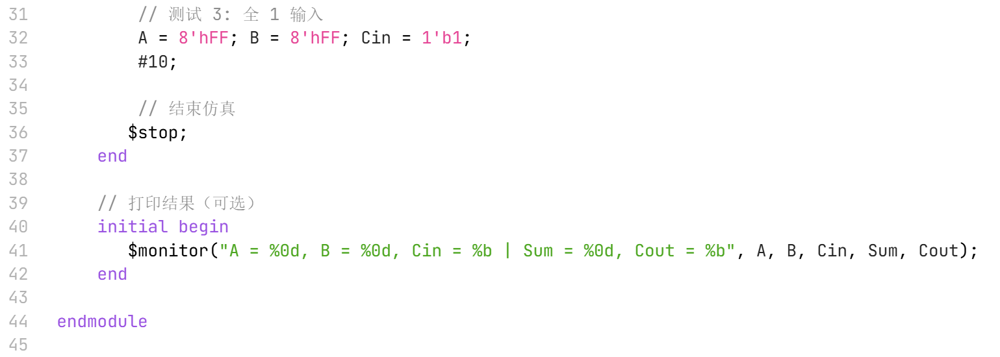 31 // 测试 3: 全 1 输入
32 A = 8'hFF; B = 8'hFF; Cin = 1'b1;
33 #10;
34
35 // 结束仿真
36 $stop;
37 end
38
39 // 打印结果（可选）
40 initial begin
41 $monitor("A = %0d, B = %0d, Cin = %b | Sum = %0d, Cout = %b", A, B, Cin, Sum, Cout);
42 end
43
44 endmodule
45